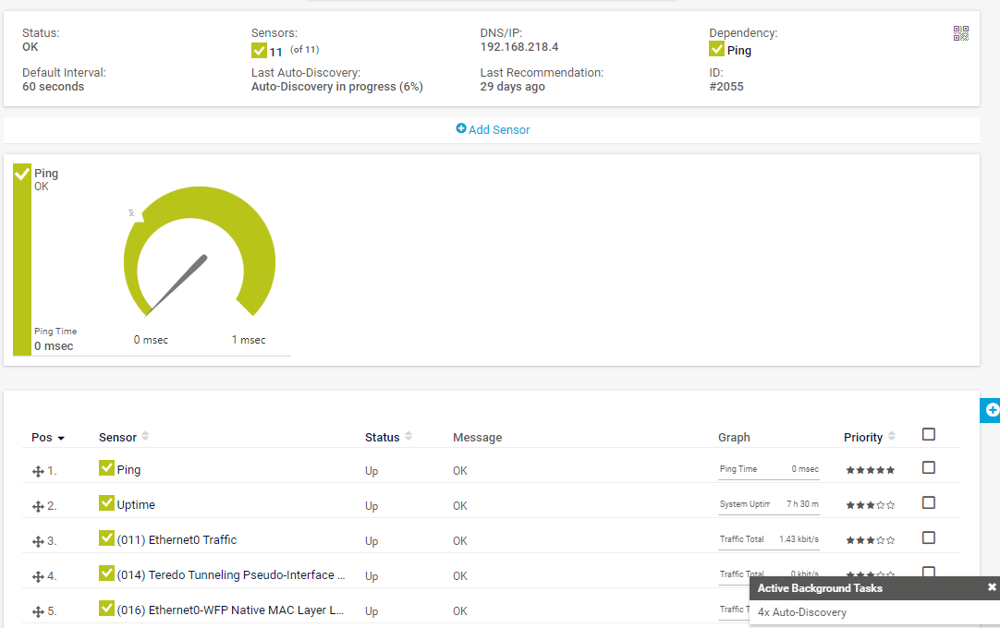 Status: Sensors: DNS/IP: Dependency:
OK 11 (of 11) 192.168.218.4 Ping
Default Interval: Last Auto-Discovery: Last Recommendation: ID:
60 seconds Auto-Discovery in progress (6%) 29 days ago #2055
Add Sensor
Ping
OK
x
Ping Time
0 msec
0 msec 1 msec
Pos Sensor Status Message Graph Priority
1. Ping Up OK Ping Time 0 msec
2. Uptime Up OK System Uptim 7 h 30 m
3. (011) Ethernet0 Traffic Up OK Traffic Total 1.43 kbit/s
4. (014) Teredo Tunneling Pseudo-Interface ... Up OK Traffic Total 0 kbit/s
5. (016) Ethernet0-WFP Native MAC Layer L... Up OK Traffic T
Active Background Tasks
4x Auto-Discovery